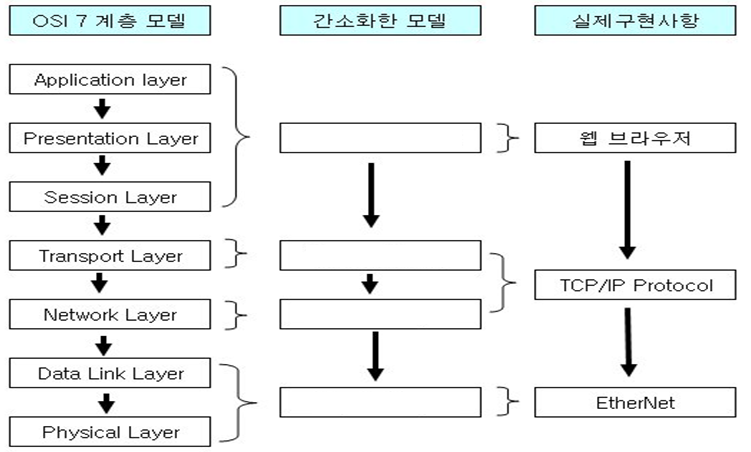 OSI 7 계층 모델
간소화한 모델
실제구현사항
Application layer
Presentation Layer
웹 브라우저
Session Layer
Transport Layer
TCP/IP Protocol
Network Layer
Data Link Layer
EtherNet
Physical Layer